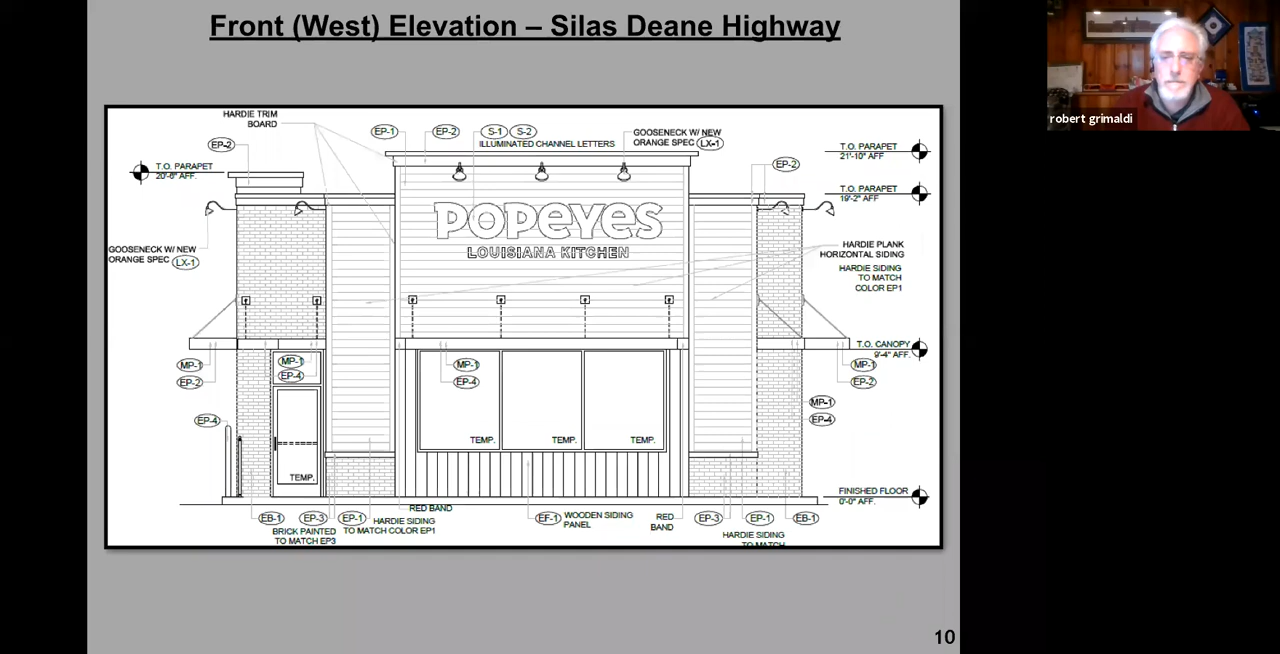 Front (West) Elevation – Silas Deane Highway
robert grimaldi
HARDIE TRIM
BOARD
EP-1
EP-2
S-1
S-2
ILLUMINATED CHANNEL LETTERS
GOOSENECK W/ NEW
ORANGE SPEC
LX-1
EP-2
T.O. PARAPET
20'-6" AFF.
T.O. PARAPET
21'-10" AFF
EP-2
T.O. PARAPET
19'-2" AFF
POPEYES
LOUISIANA KITCHEN
GOOSENECK W/ NEW
ORANGE SPEC
LX-1
HARDIE PLANK
HORIZONTAL SIDING
HARDIE SIDING
TO MATCH
COLOR EP1
T.O. CANOPY
9'-4" AFF.
MP-1
EP-2
MP-1
EP-4
MP-1
EP-4
MP-1
EP-2
MP-1
EP-4
EP-4
TEMP.
TEMP.
TEMP.
TEMP.
FINISHED FLOOR
0'-0" AFF.
RED BAND
EB-1
EP-3
EP-1
HARDIE SIDING
TO MATCH COLOR EP1
BRICK PAINTED
TO MATCH EP3
EF-1
WOODEN SIDING
PANEL
RED
BAND
EP-3
EP-1
EB-1
HARDIE SIDING
TO MATCH
10